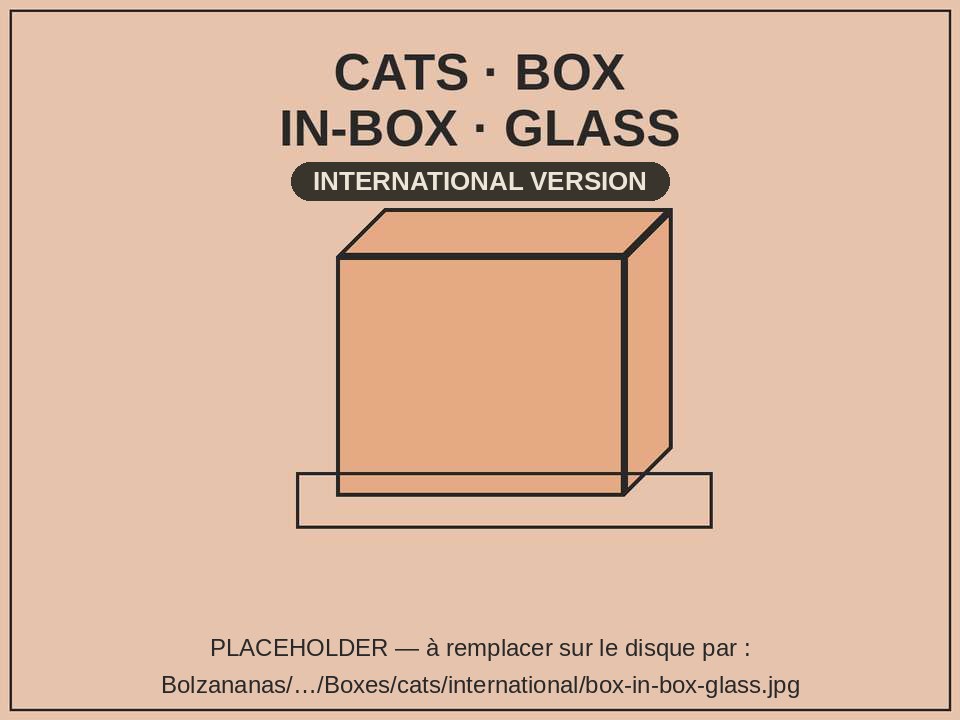 CATS · BOX
IN-BOX · GLASS
INTERNATIONAL VERSION
PLACEHOLDER — à remplacer sur le disque par :
Bolzananas/…/Boxes/cats/international/box-in-box-glass.jpg